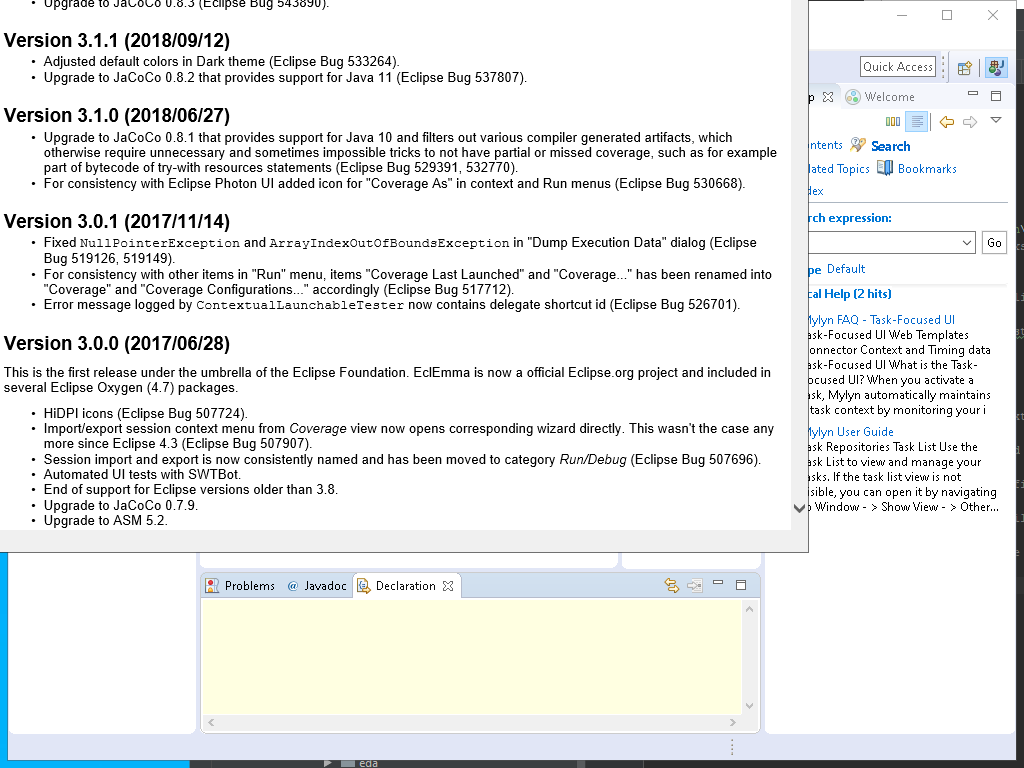 Upgrade to JaCoCo 0.8.3 (Eclipse Bug 543890).
Version 3.1.1 (2018/09/12)
• Adjusted default colors in Dark theme (Eclipse Bug 533264).
• Upgrade to JaCoCo 0.8.2 that provides support for Java 11 (Eclipse Bug 537807).
Version 3.1.0 (2018/06/27)
• Upgrade to JaCoCo 0.8.1 that provides support for Java 10 and filters out various compiler generated artifacts, which
otherwise require unnecessary and sometimes impossible tricks to not have partial or missed coverage, such as for example
part of bytecode of try-with resources statements (Eclipse Bug 529391, 532770).
• For consistency with Eclipse Photon UI added icon for "Coverage As" in context and Run menus (Eclipse Bug 530668).
Version 3.0.1 (2017/11/14)
• Fixed NullPointerException and ArrayIndexOutOfBoundsException in "Dump Execution Data" dialog (Eclipse
Bug 519126, 519149).
• For consistency with other items in "Run" menu, items "Coverage Last Launched" and "Coverage..." has been renamed into
"Coverage" and "Coverage Configurations..." accordingly (Eclipse Bug 517712).
• Error message logged by ContextualLaunchableTester now contains delegate shortcut id (Eclipse Bug 526701).
Version 3.0.0 (2017/06/28)
This is the first release under the umbrella of the Eclipse Foundation. EclEmma is now a official Eclipse.org project and included in
several Eclipse Oxygen (4.7) packages.
• HiDPI icons (Eclipse Bug 507724).
• Import/export session context menu from Coverage view now opens corresponding wizard directly. This wasn't the case any
more since Eclipse 4.3 (Eclipse Bug 507907).
• Session import and export is now consistently named and has been moved to category Run/Debug (Eclipse Bug 507696).
• Automated UI tests with SWTBot.
• End of support for Eclipse versions older than 3.8.
• Upgrade to JaCoCo 0.7.9.
• Upgrade to ASM 5.2.
Quick Access
p Welcome
ntents Search
lated Topics Bookmarks
dex
rch expression:
Go
pe Default
cal Help (2 hits)
Mylyn FAQ - Task-Focused UI
ask-Focused UI Web Templates
onnector Context and Timing data
ask-Focused UI What is the Task-
ocused UI? When you activate a
ask, Mylyn automatically maintains
task context by monitoring your i
Mylyn User Guide
ask Repositories Task List Use the
ask List to view and manage your
asks. If the task list view is not
isible, you can open it by navigating
o Window - > Show View - > Other...
Problems @ Javadoc Declaration
eda